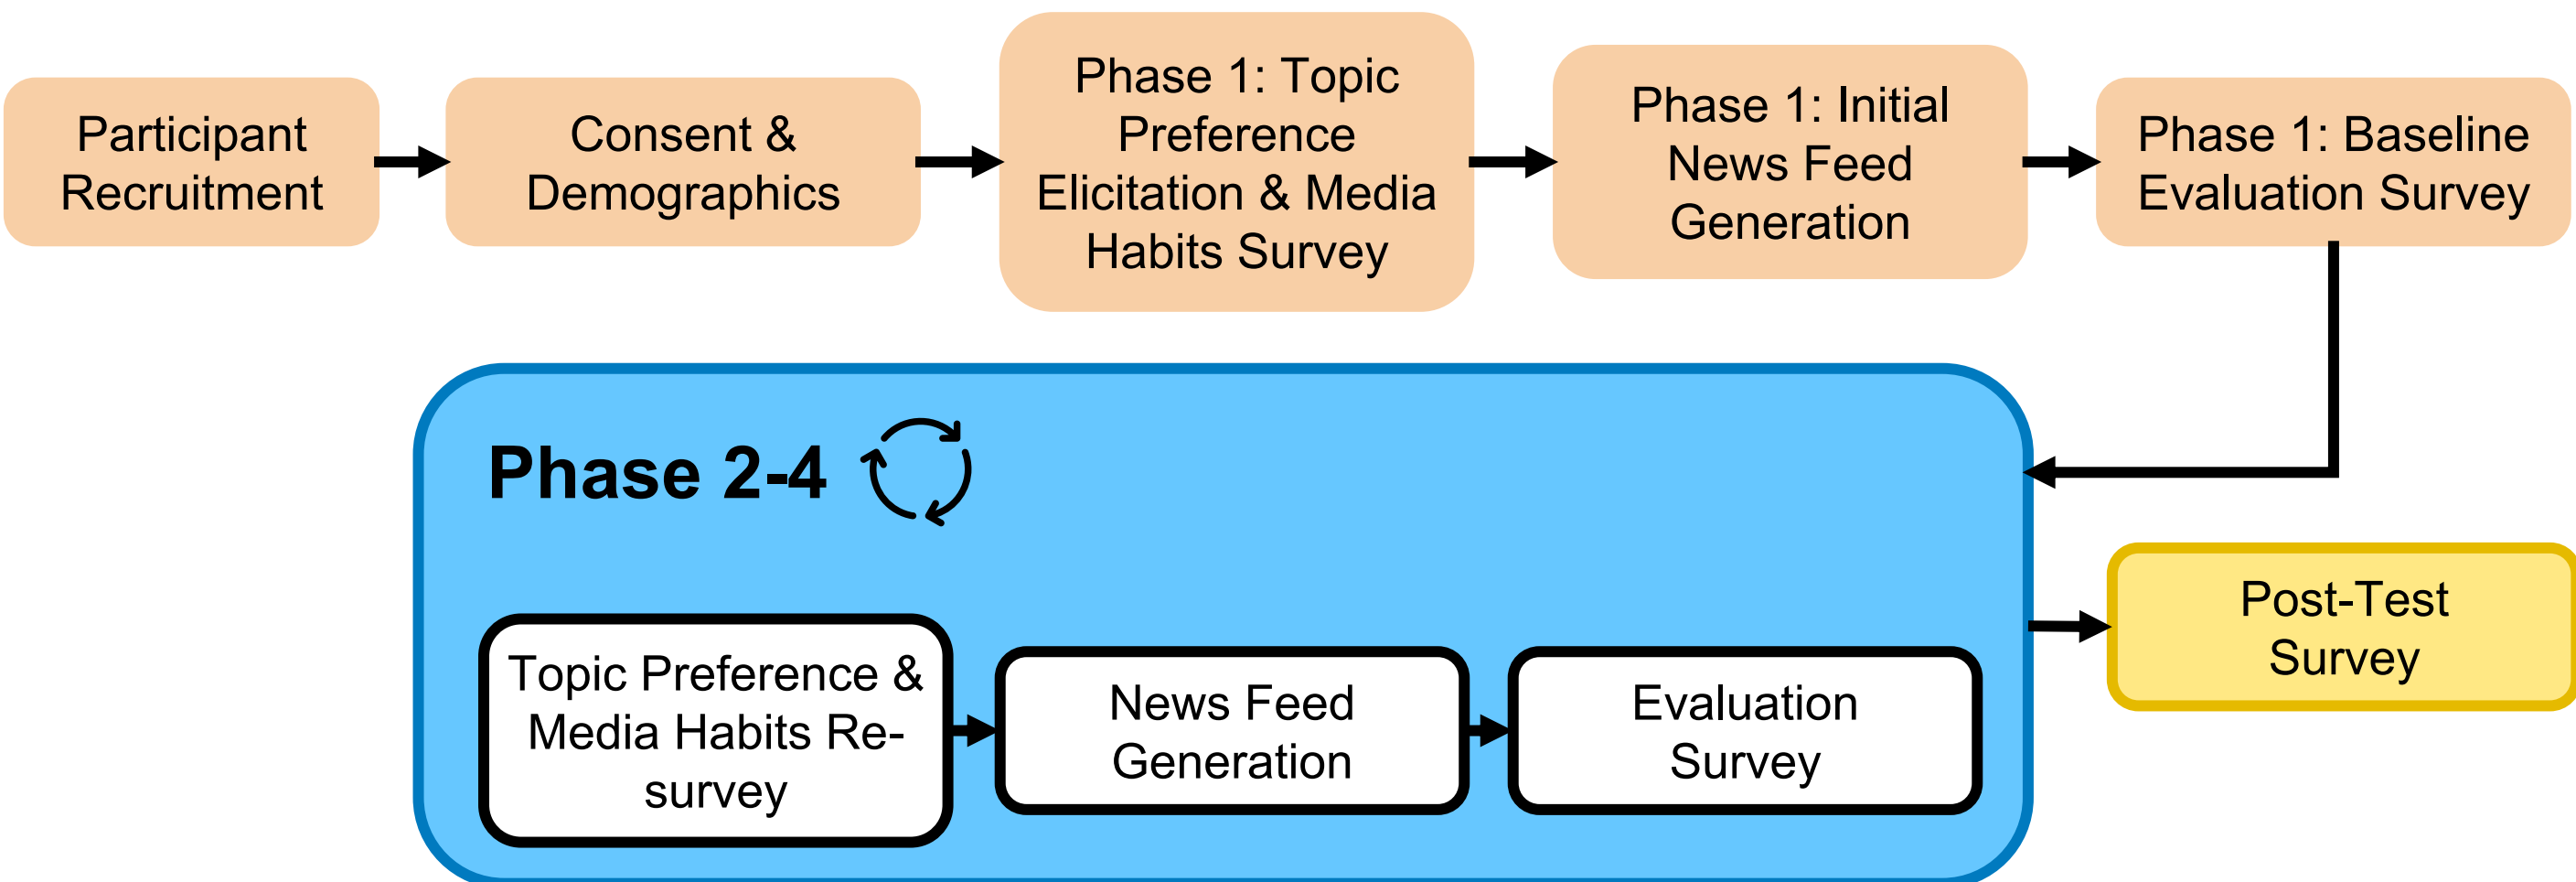 Participant
Recruitment
Consent &
Demographics
Phase 1: Topic
Preference
Elicitation & Media
Habits Survey
Phase 1: Initial
News Feed
Generation
Phase 1: Baseline
Evaluation Survey
Phase 2-4
Topic Preference &
Media Habits Re-
survey
News Feed
Generation
Evaluation
Survey
Post-Test
Survey